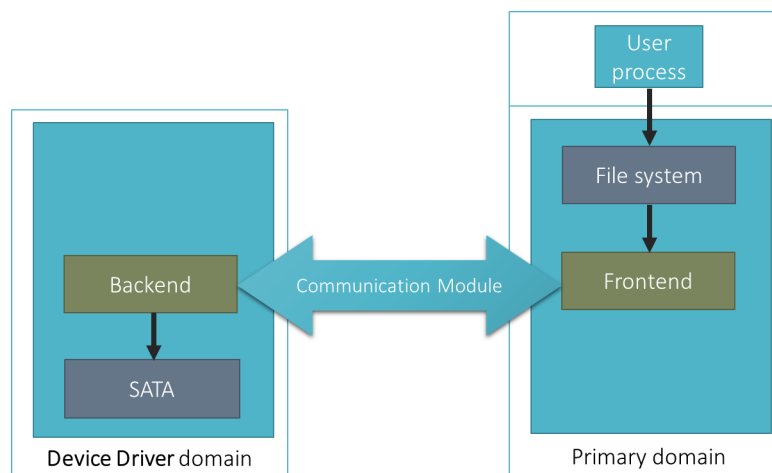 User
process
File system
Backend
Communication Module
Frontend
SATA
Device Driver domain
Primary domain